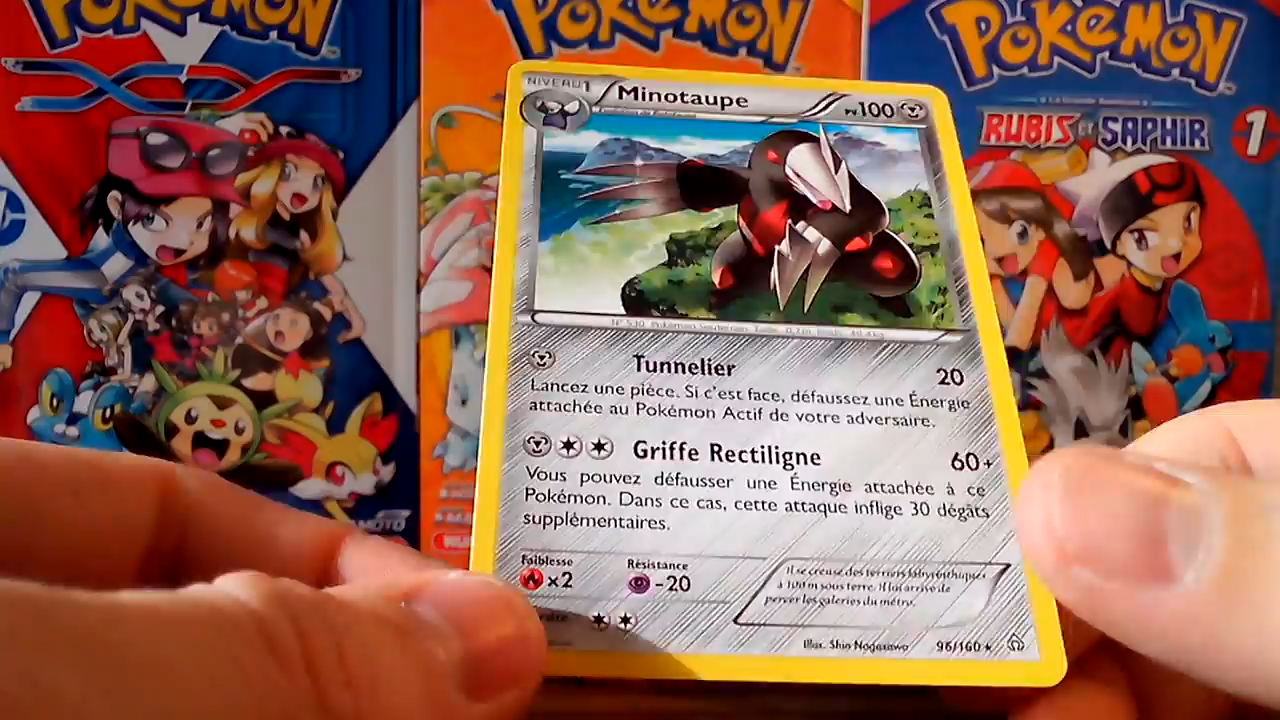 POKÉMON
POKÉMON
POKÉMON
RUBIS ET SAPHIR
1
NIVEAU 1
Minotaupe
PV100
N° 530 Pokémon Souterrain
Tunnelier
20
Lancez une pièce. Si c'est face, défaussez une Énergie
attachée au Pokémon Actif de votre adversaire.
Griffe Rectiligne
60+
Vous pouvez défausser une Énergie attachée à ce
Pokémon. Dans ce cas, cette attaque inflige 30 dégâts
supplémentaires.
Faiblesse
Résistance
×2
-20
Il se creuse des terriers labyrinthiques
à 100 m sous terre. Il lui arrive de
percer les galeries du métro.
Illus. Shin Nagasawa
96/160